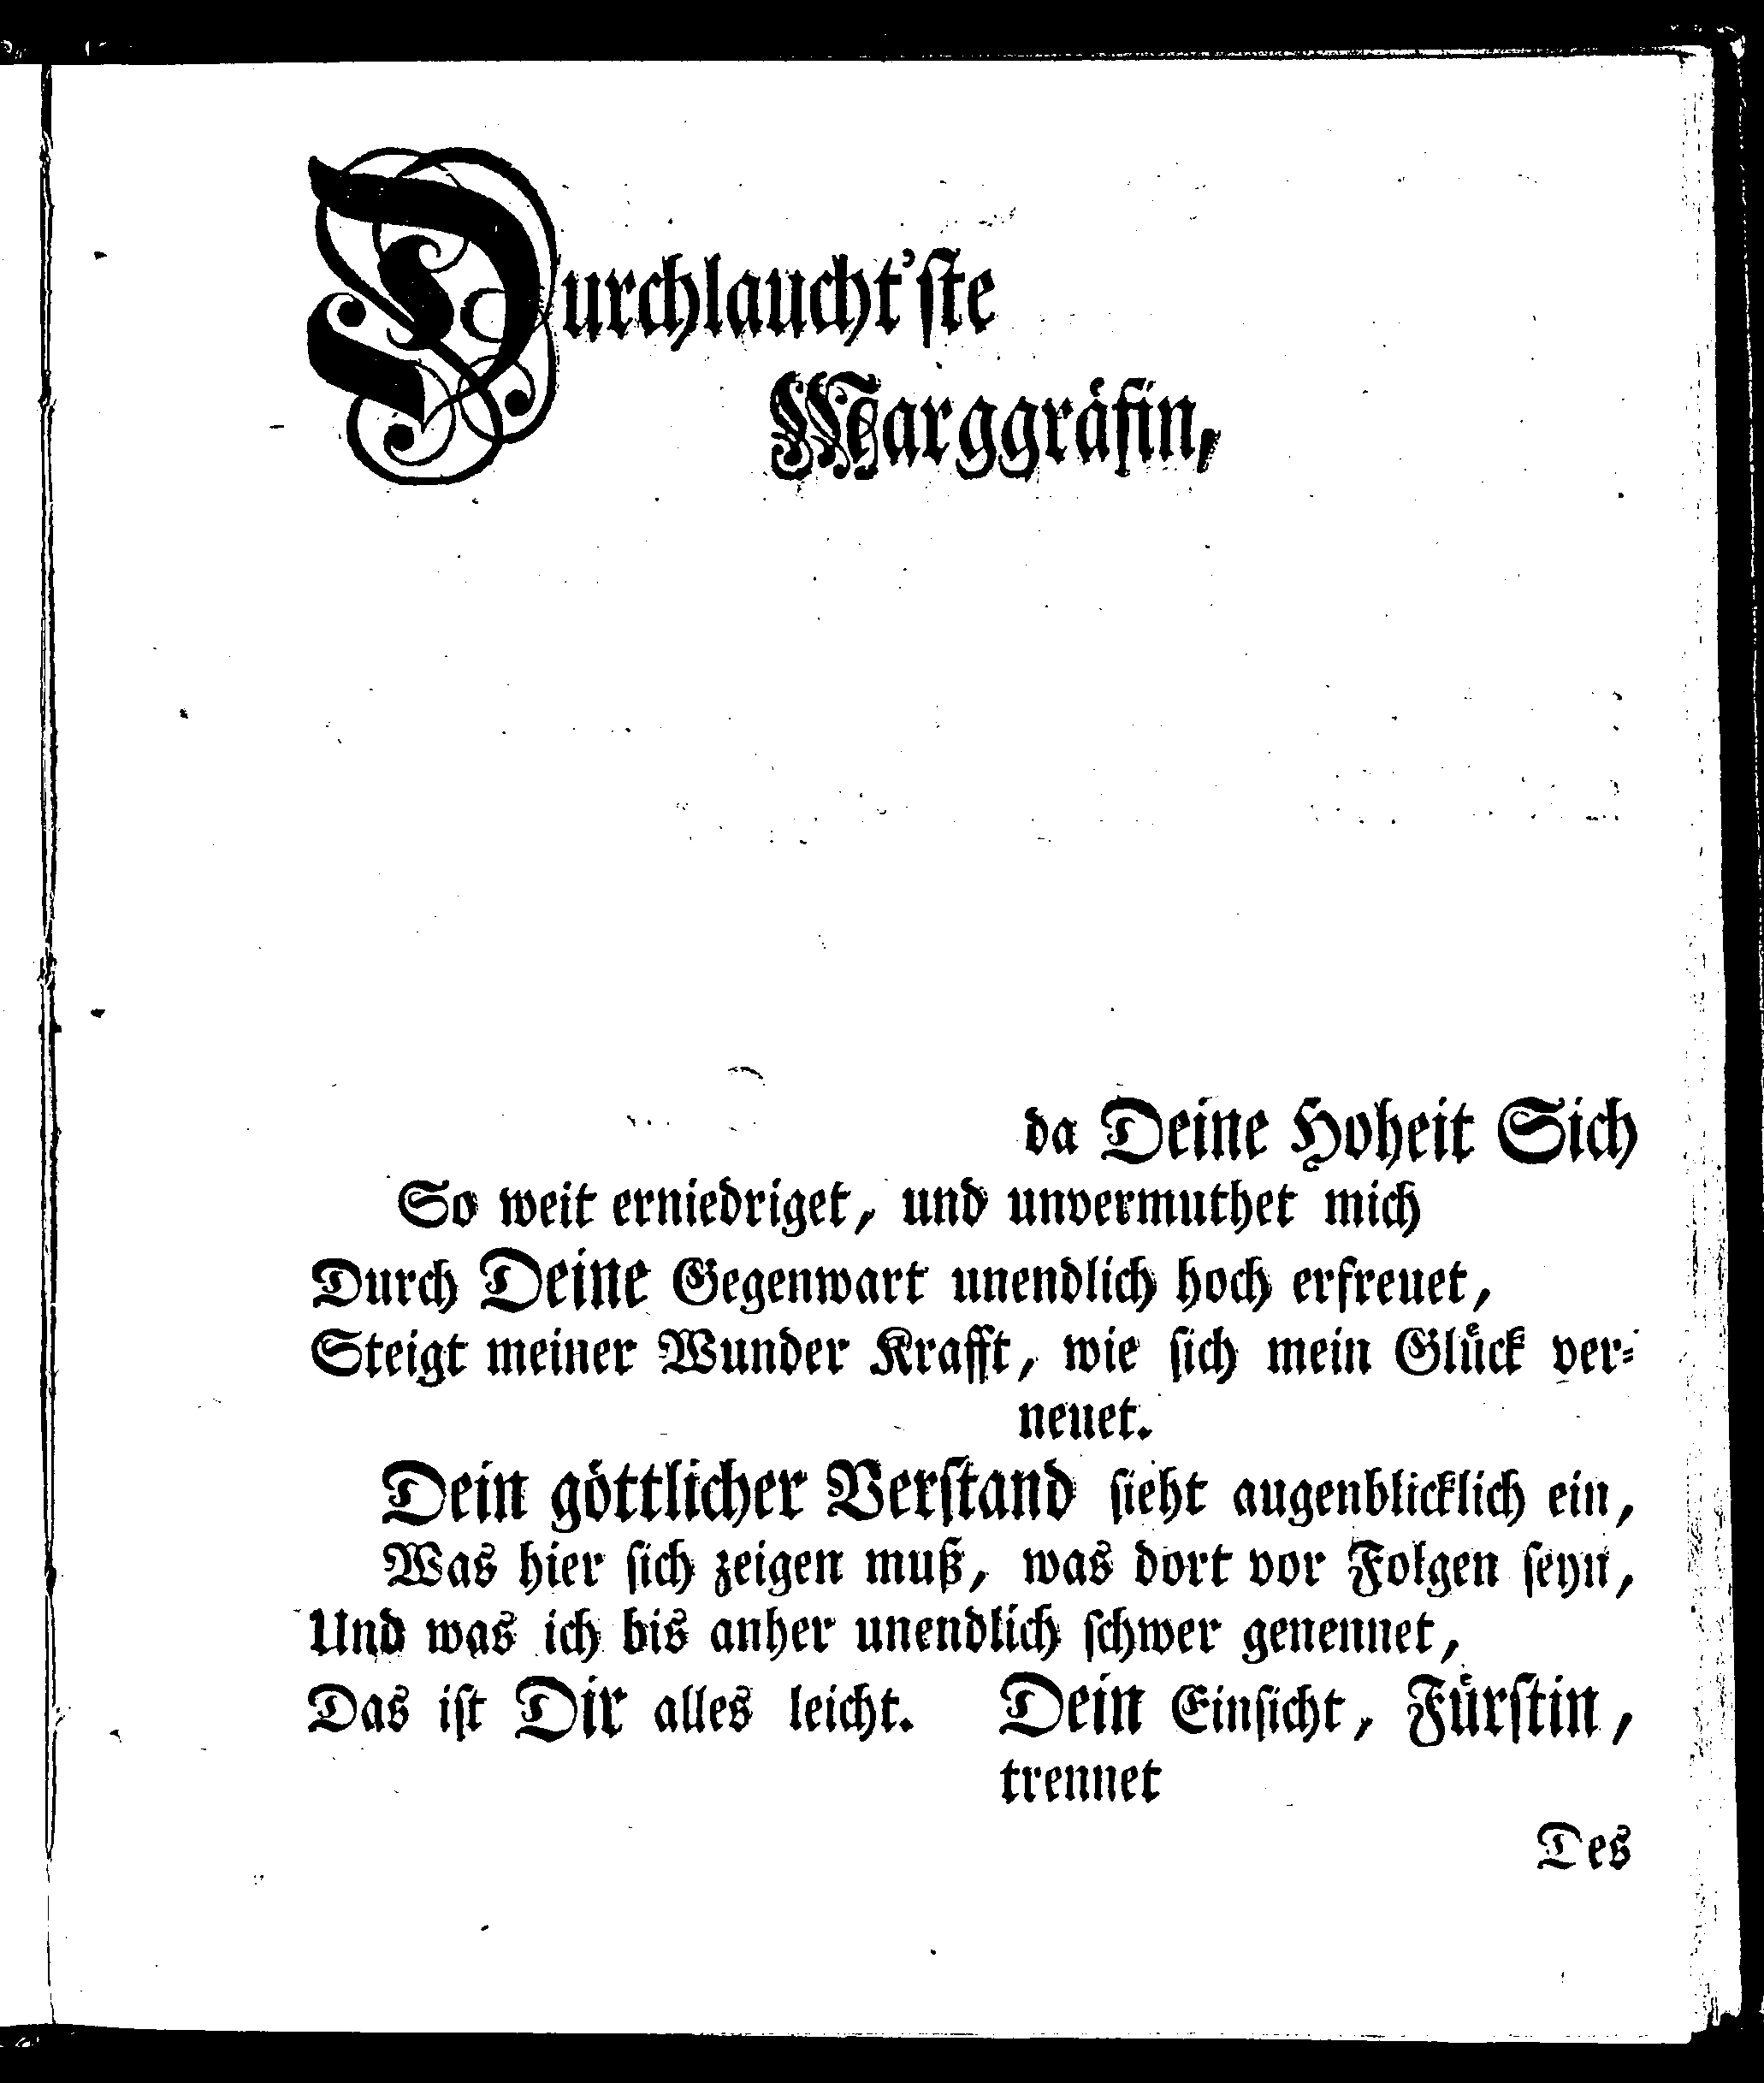 Durchlaucht'ſte
Marggräfin,
da Deine Hoheit Sich
So weit erniedriget, und unvermuthet mich
Durch Deine Gegenwart unendlich hoch erfreuet,
Steigt meiner Wunder Krafft, wie ſich mein Glück ver⸗
neuet.
Dein göttlicher Verſtand ſieht augenblicklich ein,
Was hier ſich zeigen muß, was dort vor Folgen ſeyn,
Und was ich bis anher unendlich ſchwer genennet,
Das iſt Dir alles leicht. Dein Einſicht, Fürſtin,
trennet
Des